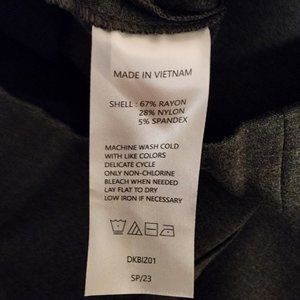 MADE IN VIETNAM
SHELL : 67% RAYON
28% NYLON
5% SPANDEX
MACHINE WASH COLD
WITH LIKE COLORS
DELICATE CYCLE
ONLY NON-CHLORINE
BLEACH WHEN NEEDED
LAY FLAT TO DRY
LOW IRON IF NECESSARY
DKBIZ01
SP/23